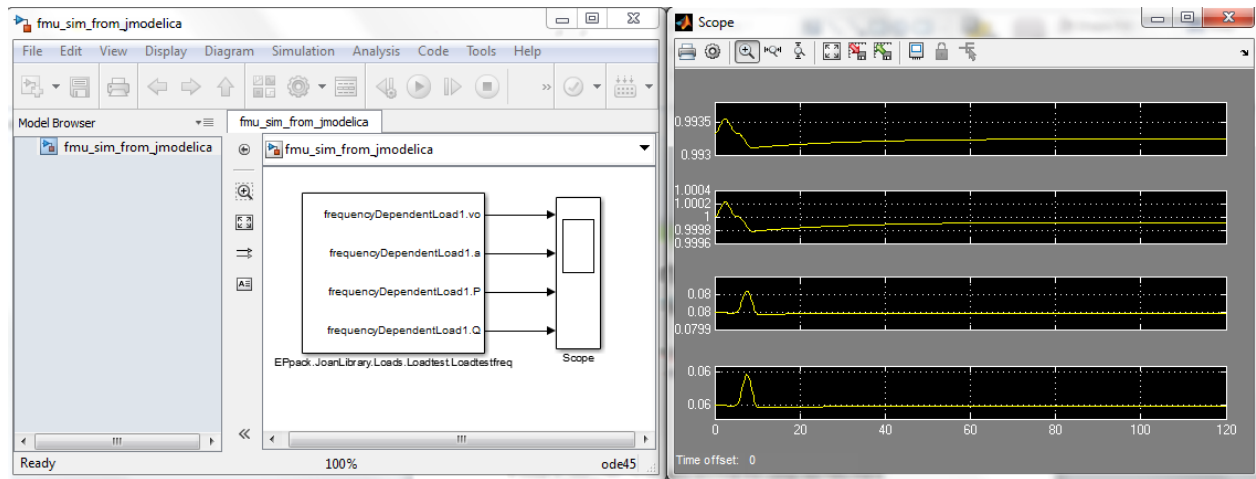 fmu_sim_from_jmodelica
File Edit View Display Diagram Simulation Analysis Code Tools Help
»
Model Browser
fmu_sim_from_jmodelica
fmu_sim_from_jmodelica
fmu_sim_from_jmodelica
frequencyDependentLoad1.vo
frequencyDependentLoad1.a
frequencyDependentLoad1.P
frequencyDependentLoad1.Q
EPpack.JoanLibrary.Loads.Loadtest.Loadtestfreq
Scope
Ready 100% ode45
Scope
0.9935
0.993
1.0004
1.0002
1
0.9998
0.9996
0.08
0.08
0.0799
0.06
0.06
0 20 40 60 80 100 120
Time offset: 0